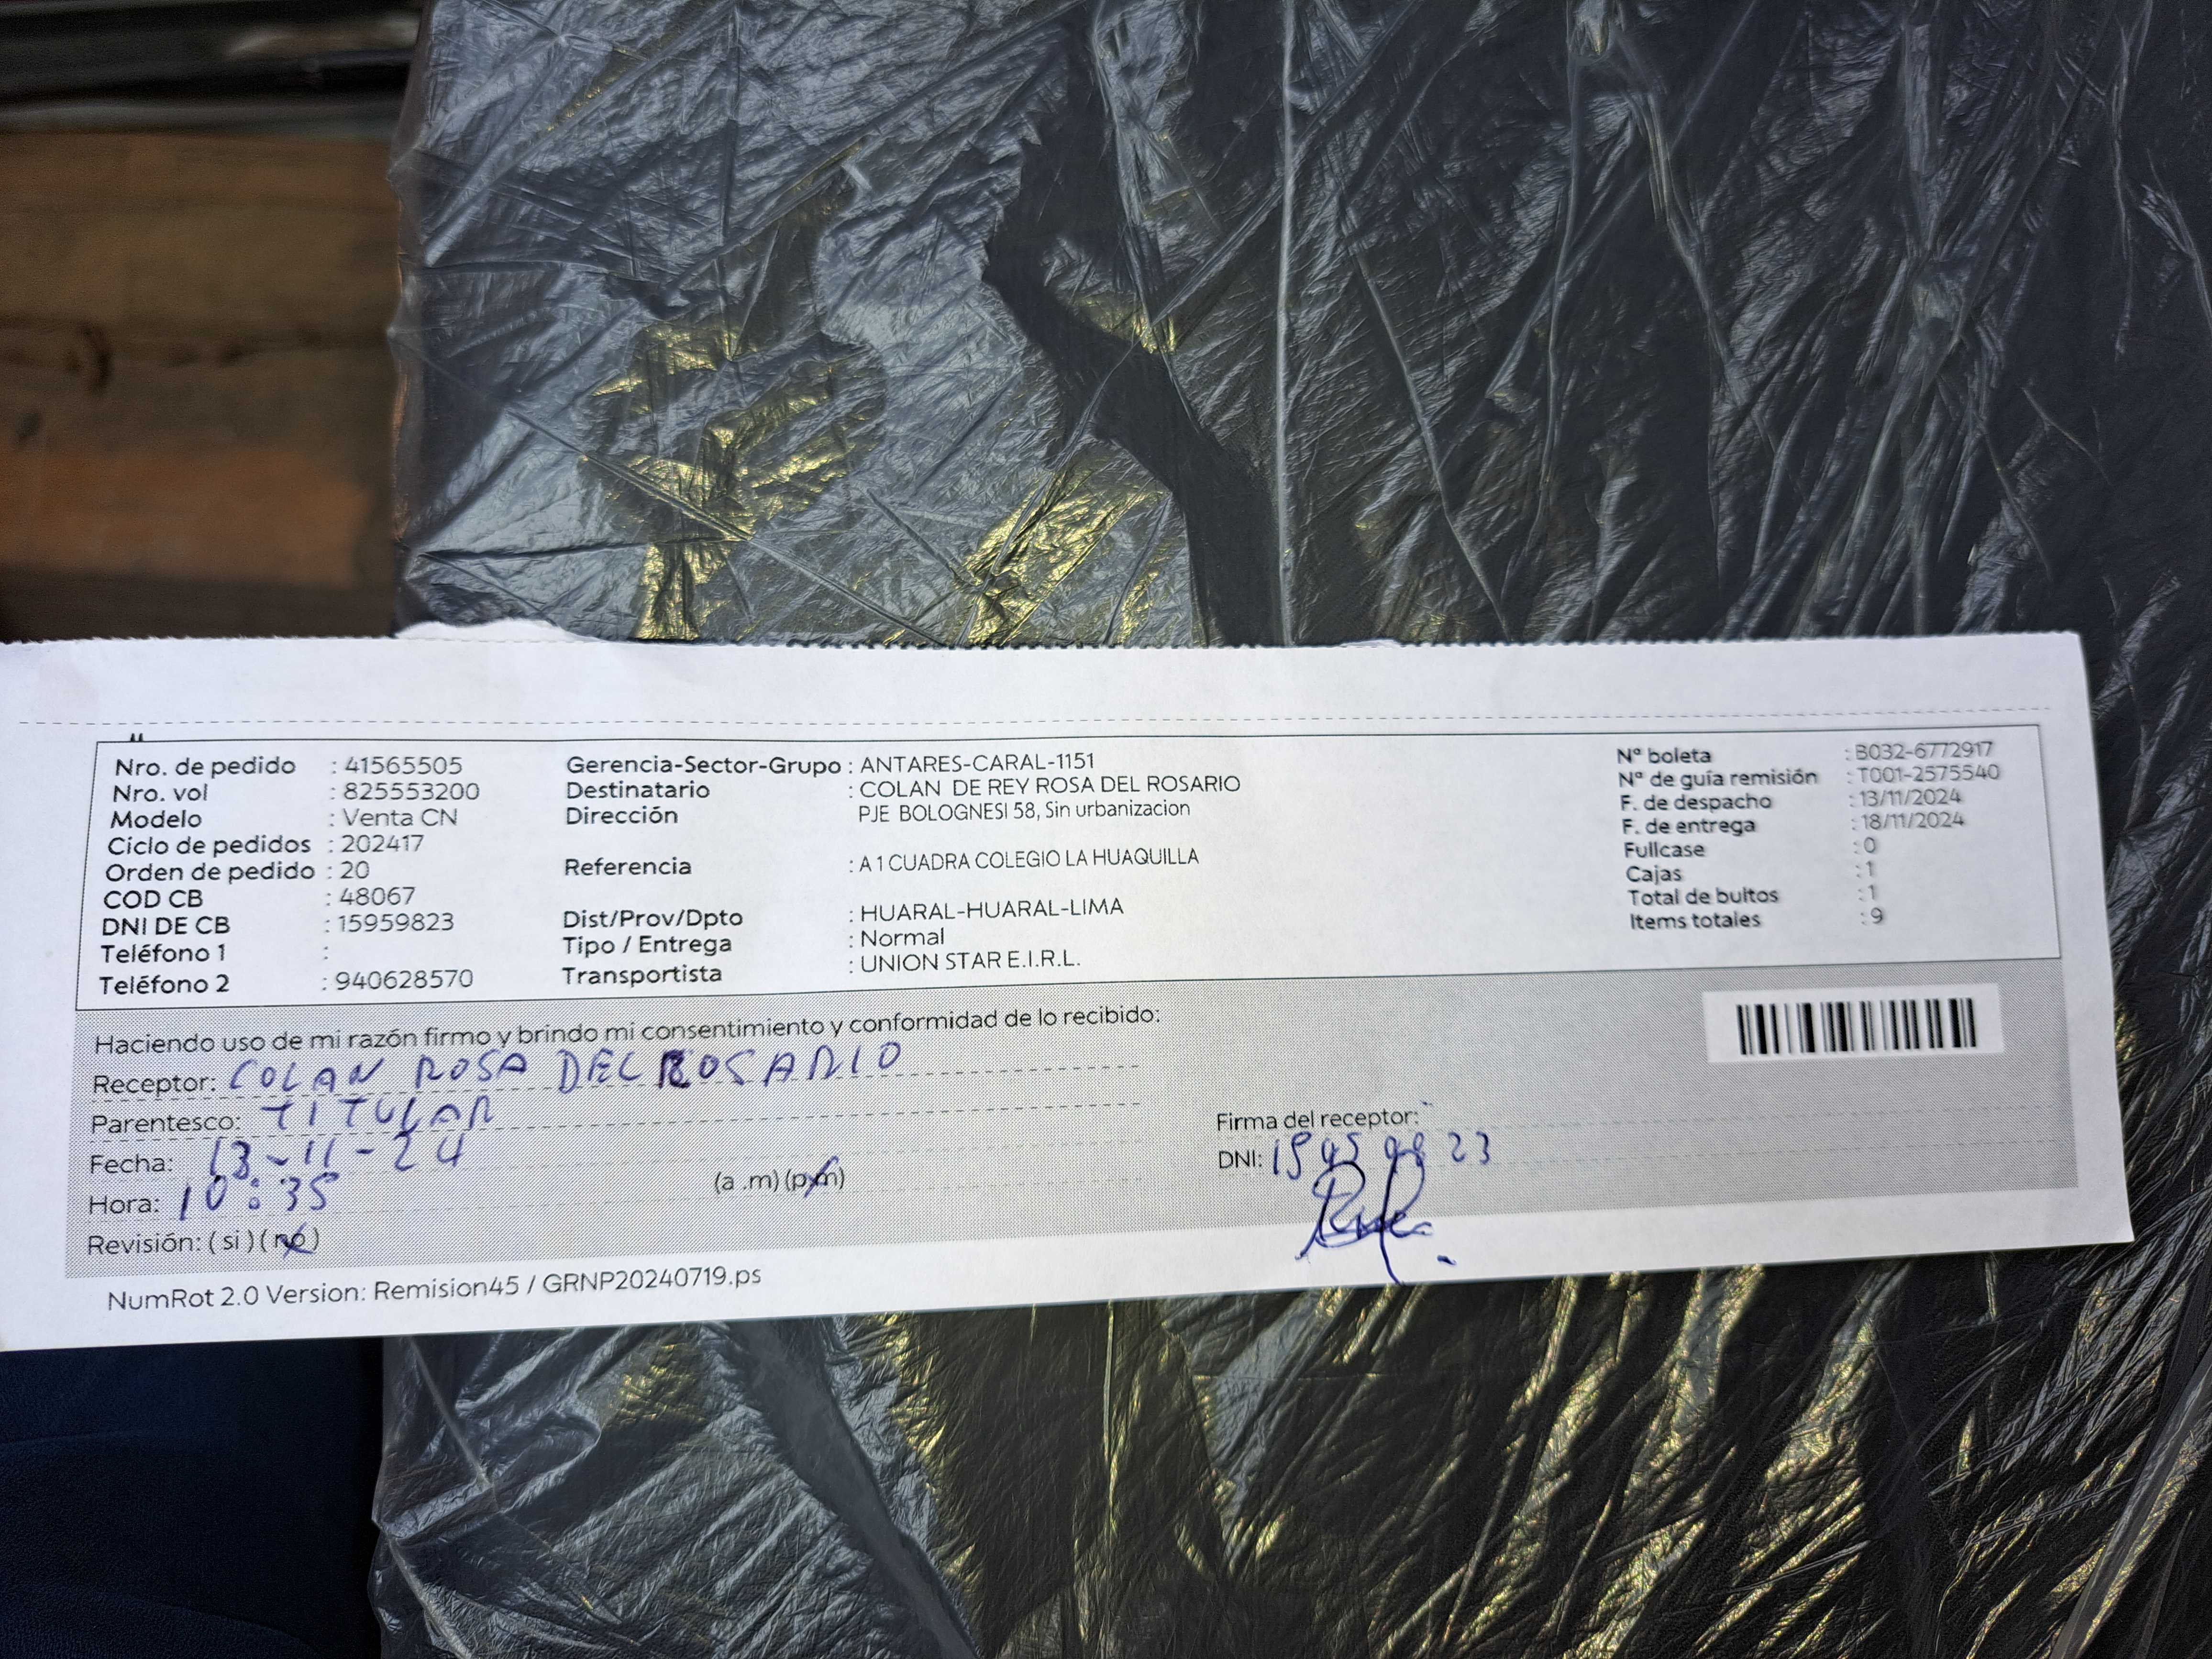 Nro. de pedido : 41565505
Nro. vol : 825553200
Modelo : Venta CN
Ciclo de pedidos : 202417
Orden de pedido : 20
COD CB : 48067
DNI DE CB : 15959823
Teléfono 1 :
Teléfono 2 : 940628570
Gerencia-Sector-Grupo : ANTARES-CARAL-1151
Destinatario : COLAN DE REY ROSA DEL ROSARIO
Dirección PJE BOLOGNESI 58, Sin urbanizacion
Referencia : A 1 CUADRA COLEGIO LA HUAQUILLA
Dist/Prov/Dpto : HUARAL-HUARAL-LIMA
Tipo / Entrega : Normal
Transportista : UNION STAR E.I.R.L.
Nº boleta : B032-6772917
Nº de guía remisión : T001-2575540
F. de despacho : 13/11/2024
F. de entrega : 18/11/2024
Fullcase : 0
Cajas : 1
Total de bultos : 1
Items totales : 9
Haciendo uso de mi razón firmo y brindo mi consentimiento y conformidad de lo recibido:
Receptor: COLAN ROSA DEL ROSARIO
Parentesco: TITULAR
Fecha: 13-11-24
Hora: 10:35 (a .m) (p.m)
Revisión: ( si ) ( no )
Firma del receptor:
DNI: 15959823
NumRot 2.0 Version: Remision45 / GRNP20240719.ps